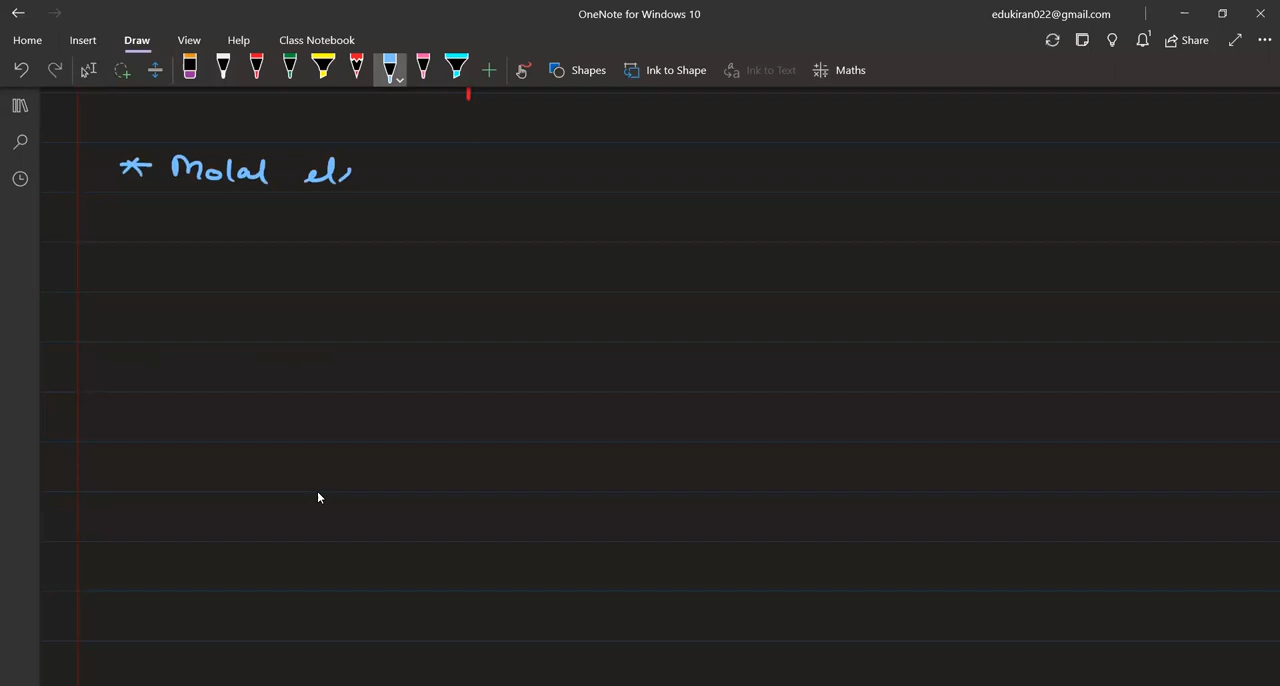 OneNote for Windows 10
edukiran022@gmail.com
Home Insert Draw View Help Class Notebook
1 Share
Shapes Ink to Shape Ink to Text Maths
* Molal el